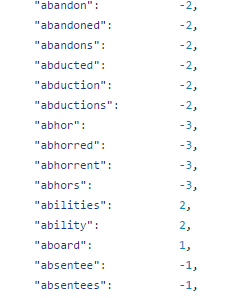 "abandon": -2,
"abandoned": -2,
"abandons": -2,
"abducted": -2,
"abduction": -2,
"abductions": -2,
"abhor": -3,
"abhorred": -3,
"abhorrent": -3,
"abhors": -3,
"abilities": 2,
"ability": 2,
"aboard": 1,
"absentee": -1,
"absentees": -1,